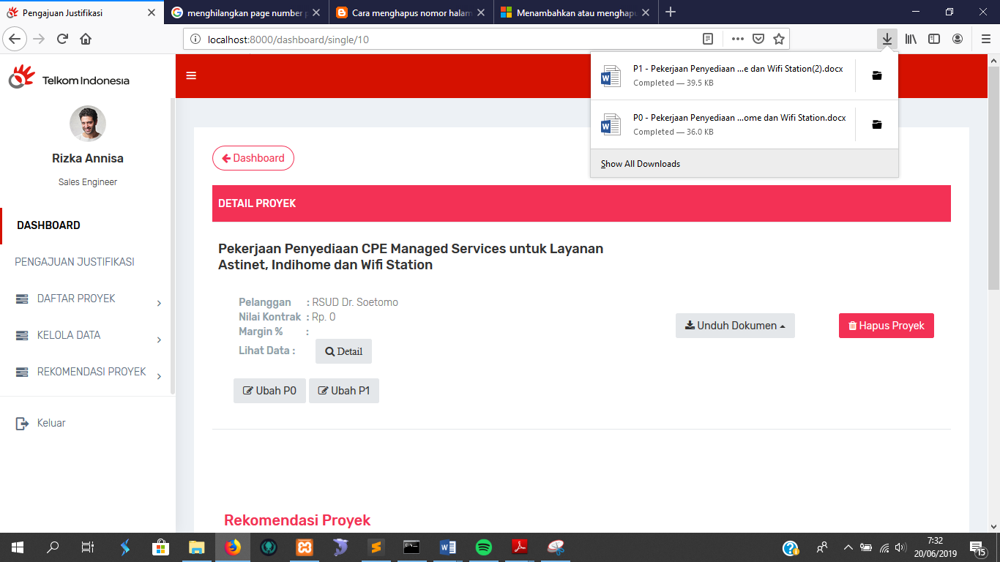 Pengajuan Justifikasi
menghilangkan page number p
Cara menghapus nomor halam
Menambahkan atau menghapu
localhost:8000/dashboard/single/10
Telkom Indonesia
P1 - Pekerjaan Penyediaan ...e dan Wifi Station(2).docx
Completed — 39.5 KB
P0 - Pekerjaan Penyediaan ...ome dan Wifi Station.docx
Completed — 36.0 KB
Show All Downloads
Rizka Annisa
Sales Engineer
DASHBOARD
PENGAJUAN JUSTIFIKASI
DAFTAR PROYEK
KELOLA DATA
REKOMENDASI PROYEK
Keluar
Dashboard
DETAIL PROYEK
Pekerjaan Penyediaan CPE Managed Services untuk Layanan
Astinet, Indihome dan Wifi Station
Pelanggan : RSUD Dr. Soetomo
Nilai Kontrak : Rp. 0
Margin % :
Lihat Data : Detail
Unduh Dokumen
Hapus Proyek
Ubah P0 Ubah P1
Rekomendasi Proyek
7:32
20/06/2019
15